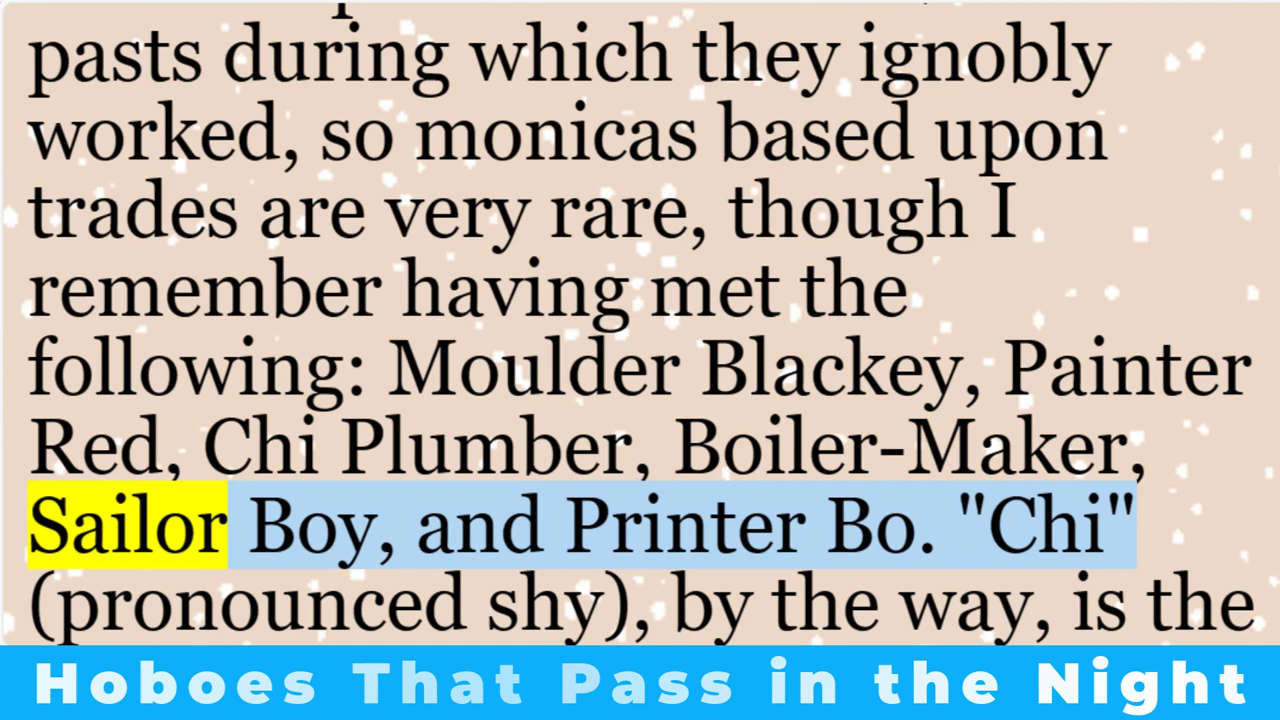 pasts during which they ignobly
worked, so monicas based upon
trades are very rare, though I
remember having met the
following: Moulder Blackey, Painter
Red, Chi Plumber, Boiler-Maker,
Sailor Boy, and Printer Bo. "Chi"
(pronounced shy), by the way, is the
Hoboes That Pass in the Night